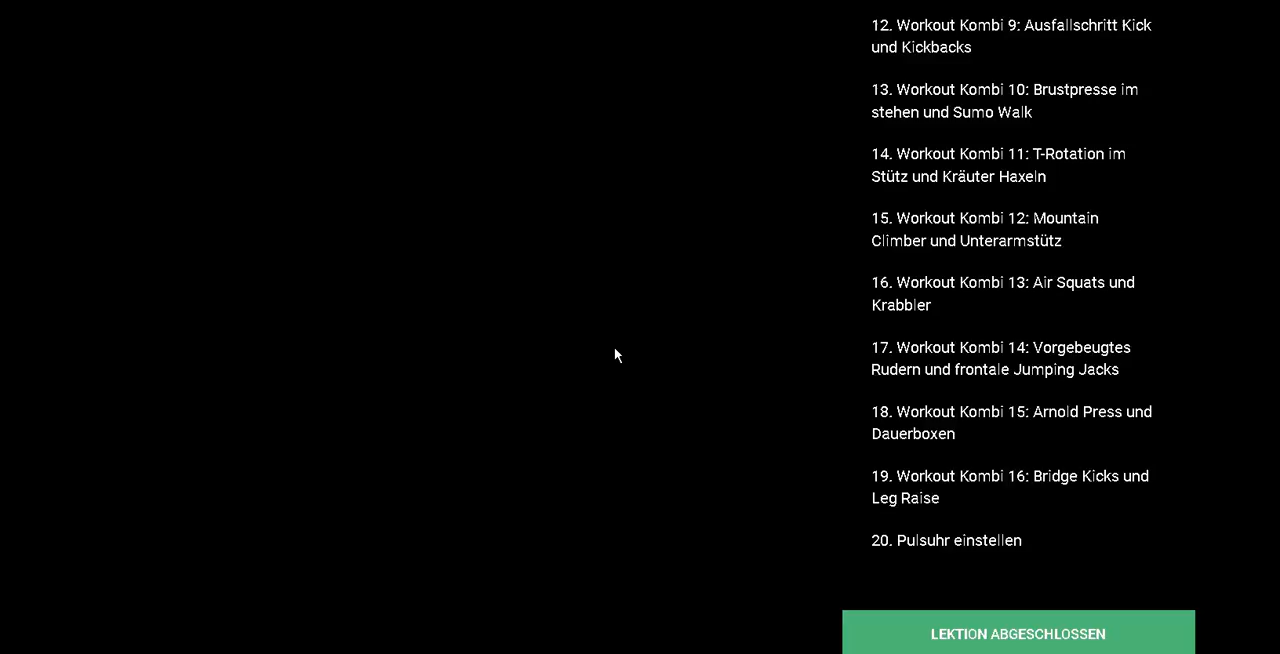 12. Workout Kombi 9: Ausfallschritt Kick
und Kickbacks
13. Workout Kombi 10: Brustpresse im
stehen und Sumo Walk
14. Workout Kombi 11: T-Rotation im
Stütz und Kräuter Haxeln
15. Workout Kombi 12: Mountain
Climber und Unterarmstütz
16. Workout Kombi 13: Air Squats und
Krabbler
17. Workout Kombi 14: Vorgebeugtes
Rudern und frontale Jumping Jacks
18. Workout Kombi 15: Arnold Press und
Dauerboxen
19. Workout Kombi 16: Bridge Kicks und
Leg Raise
20. Pulsuhr einstellen
LEKTION ABGESCHLOSSEN